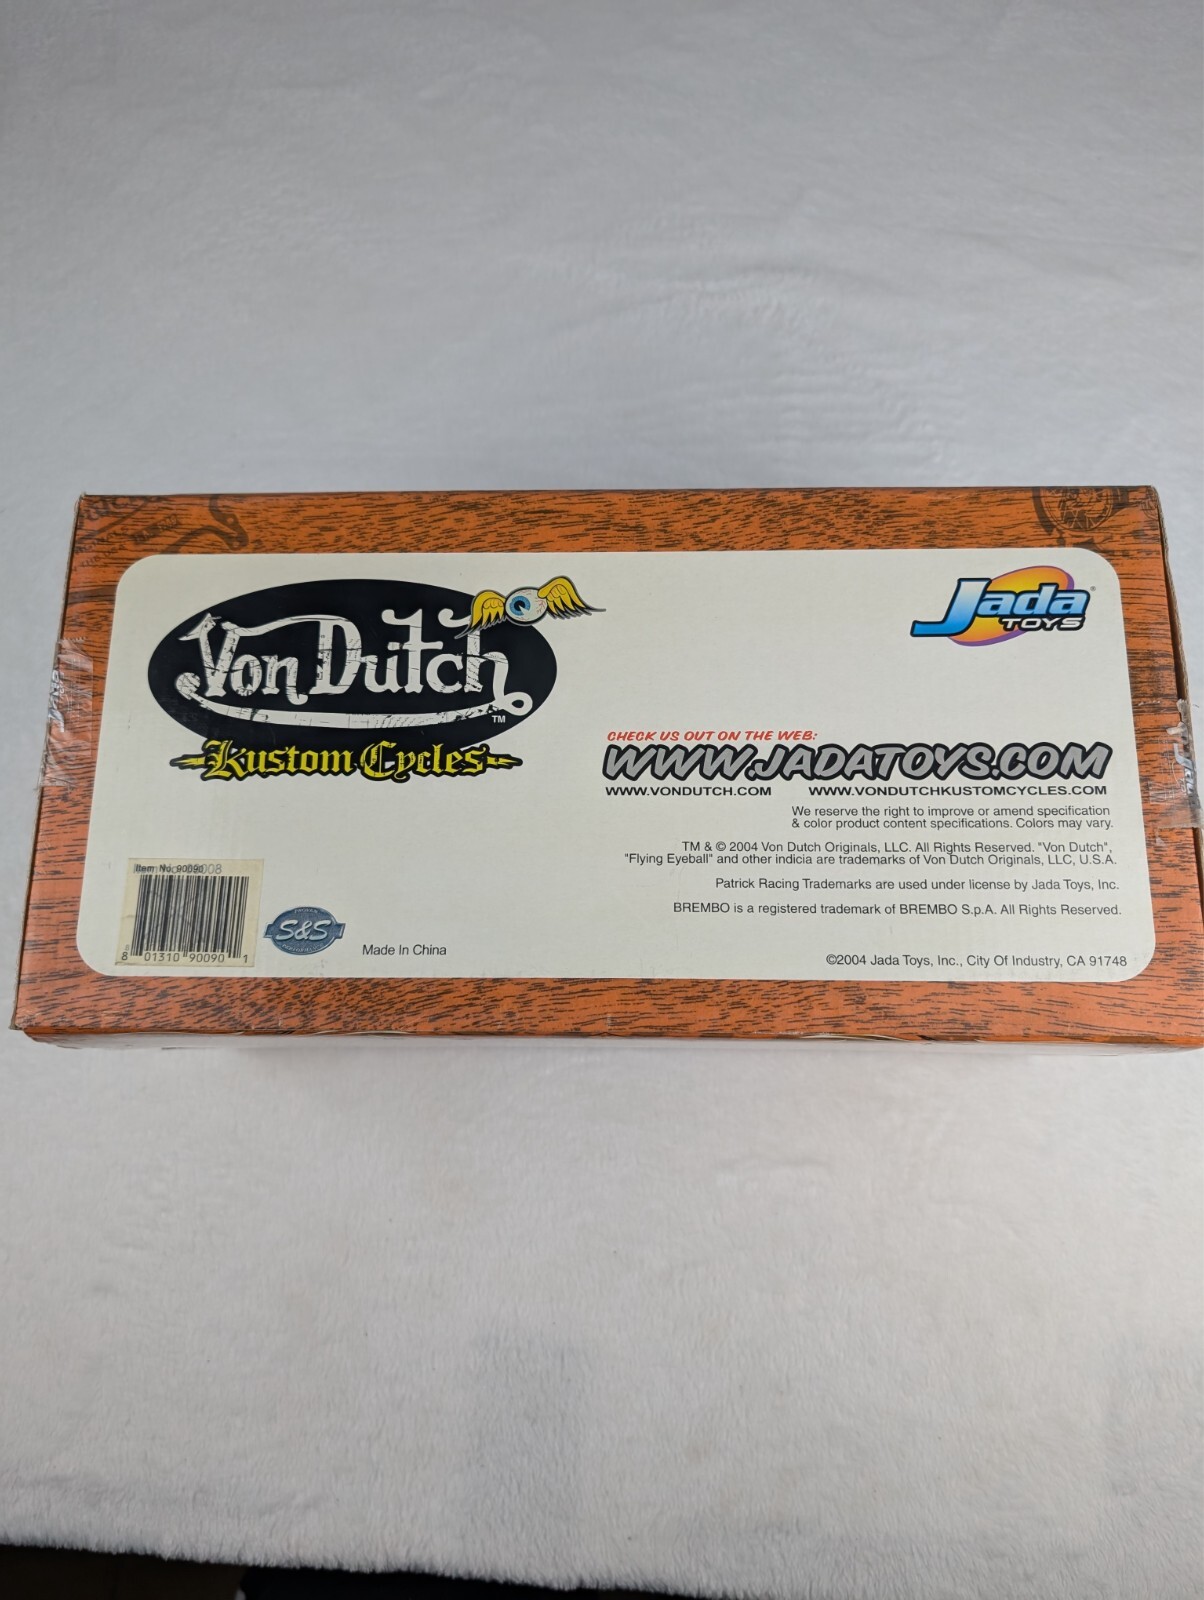 Von Dutch
TM
Kustom Cycles
Jada
TOYS
®
CHECK US OUT ON THE WEB:
WWW.JADATOYS.COM
WWW.VONDUTCH.COM WWW.VONDUTCHKUSTOMCYCLES.COM
We reserve the right to improve or amend specification
& color product content specifications. Colors may vary.
TM & © 2004 Von Dutch Originals, LLC. All Rights Reserved. "Von Dutch",
"Flying Eyeball" and other indicia are trademarks of Von Dutch Originals, LLC, U.S.A.
Patrick Racing Trademarks are used under license by Jada Toys, Inc.
BREMBO is a registered trademark of BREMBO S.p.A. All Rights Reserved.
©2004 Jada Toys, Inc., City Of Industry, CA 91748
Item No. 90090
8 01310 90090 1
S&S
Made In China